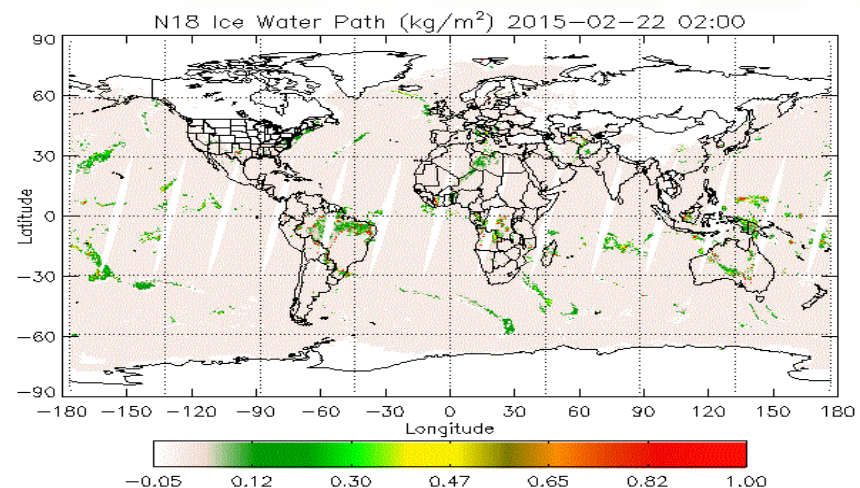 N18 Ice Water Path (kg/m²) 2015−02−22 02:00
90
60
30
0
−30
−60
−90
Latitude
−180 −150 −120 −90 −60 −30 0 30 60 90 120 150 180
Longitude
−0.05 0.12 0.30 0.47 0.65 0.82 1.00